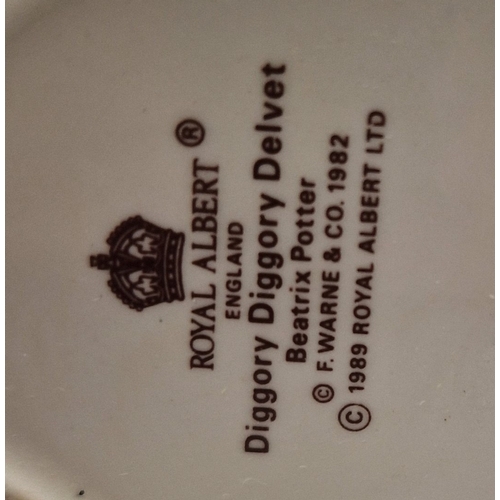 ROYAL ALBERT ®
ENGLAND
Diggory Diggory Delvet
Beatrix Potter
© F. WARNE & CO. 1982
© 1989 ROYAL ALBERT LTD